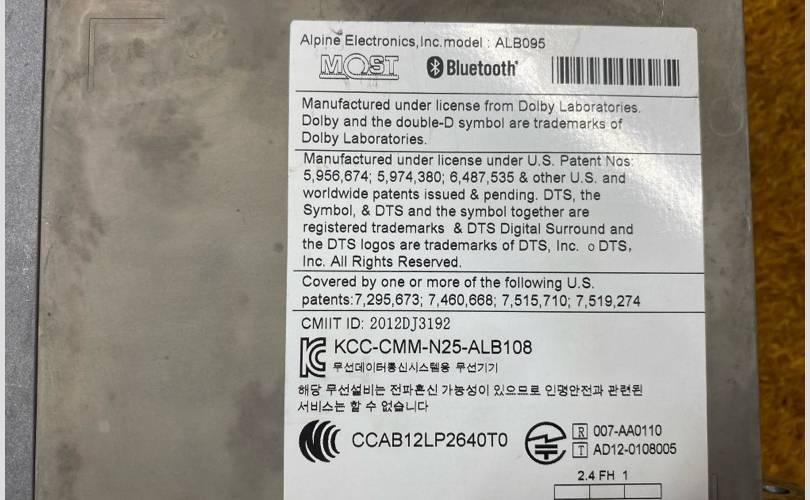 Alpine Electronics,Inc.model : ALB095
MOST Bluetooth
Manufactured under license from Dolby Laboratories.
Dolby and the double-D symbol are trademarks of
Dolby Laboratories.
Manufactured under license under U.S. Patent Nos:
5,956,674; 5,974,380; 6,487,535 & other U.S. and
worldwide patents issued & pending. DTS, the
Symbol, & DTS and the symbol together are
registered trademarks & DTS Digital Surround and
the DTS logos are trademarks of DTS, Inc. o DTS,
Inc. All Rights Reserved.
Covered by one or more of the following U.S.
patents:7,295,673; 7,460,668; 7,515,710; 7,519,274
CMIIT ID: 2012DJ3192
KCC-CMM-N25-ALB108
무선데이터통신시스템용 무선기기
해당 무선설비는 전파혼신 가능성이 있으므로 인명안전과 관련된
서비스는 할 수 없습니다
CCAB12LP2640T0
R 007-AA0110
T AD12-0108005
2.4 FH 1